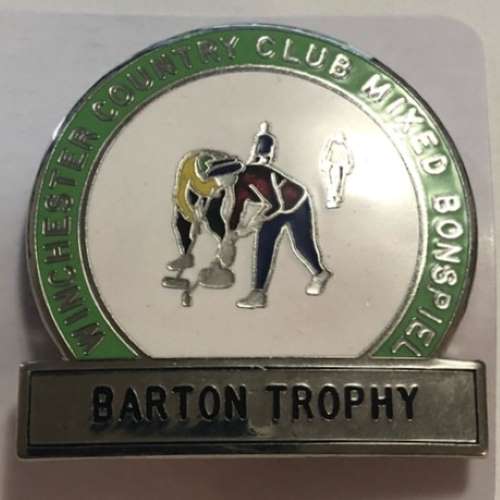 WINCHESTER COUNTRY CLUB MIXED BONSPIEL
BARTON TROPHY